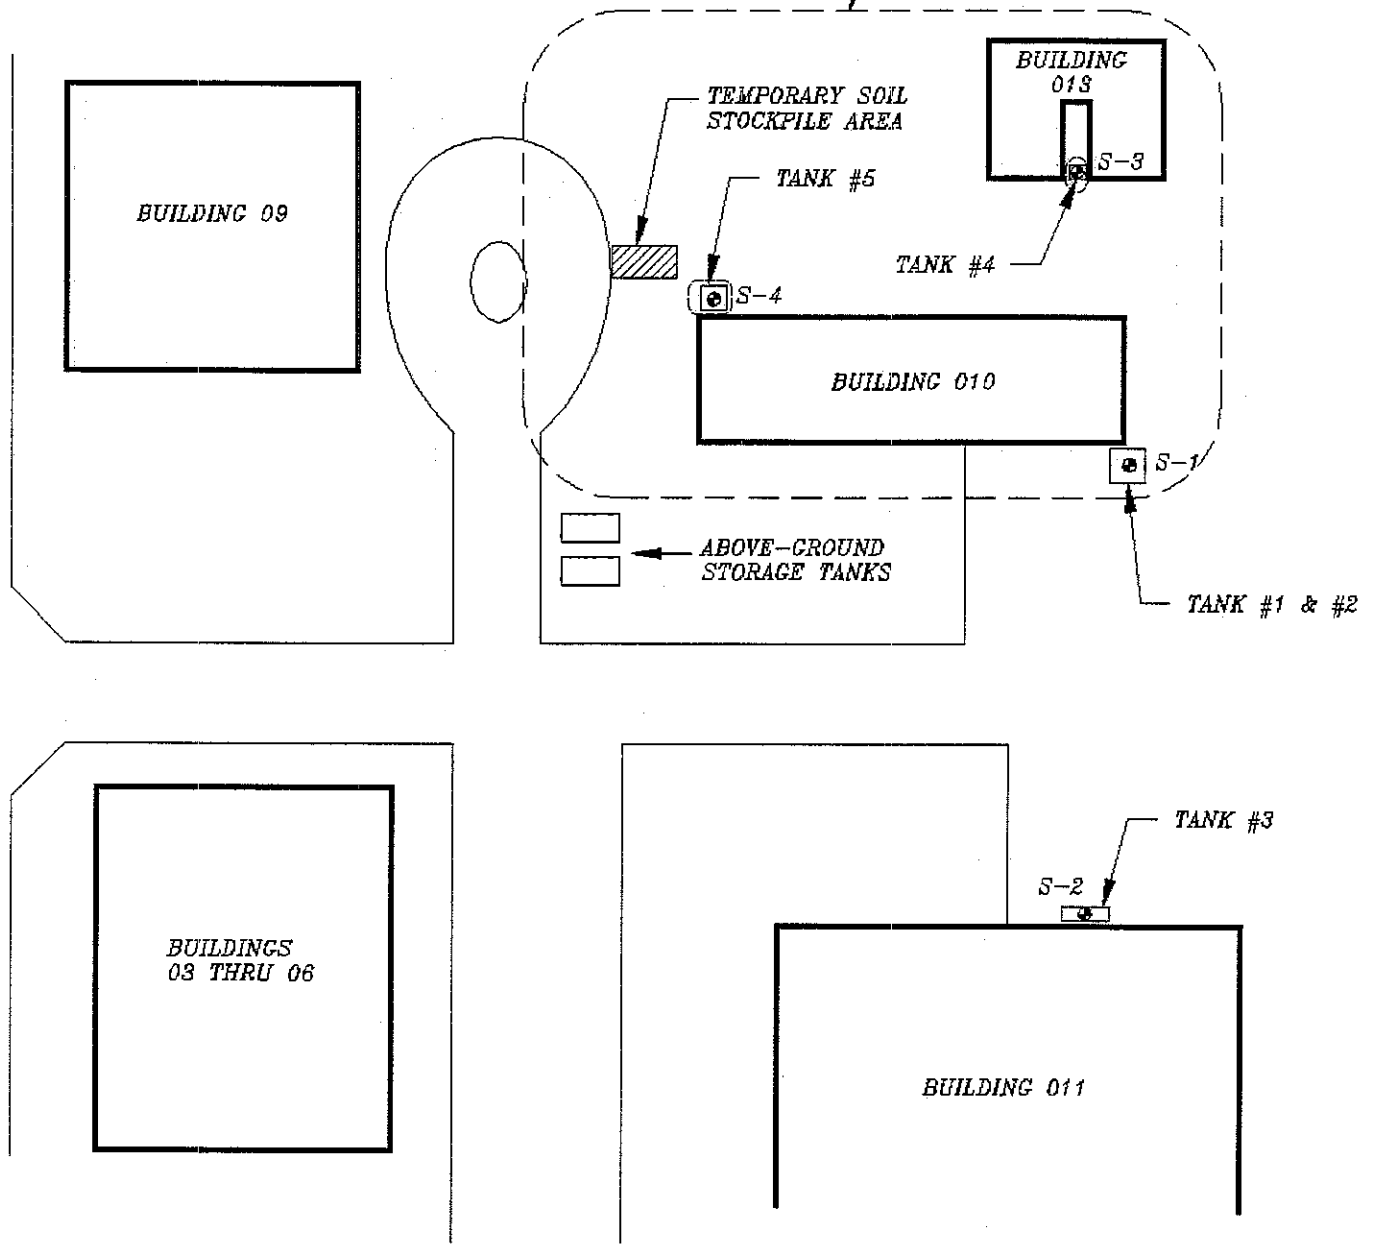 BUILDING
013
TEMPORARY SOIL
STOCKPILE AREA
S-3
TANK #5
BUILDING 09
TANK #4
S-4
BUILDING 010
S-1
ABOVE-GROUND
STORAGE TANKS
TANK #1 & #2
TANK #3
S-2
BUILDINGS
03 THRU 06
BUILDING 011